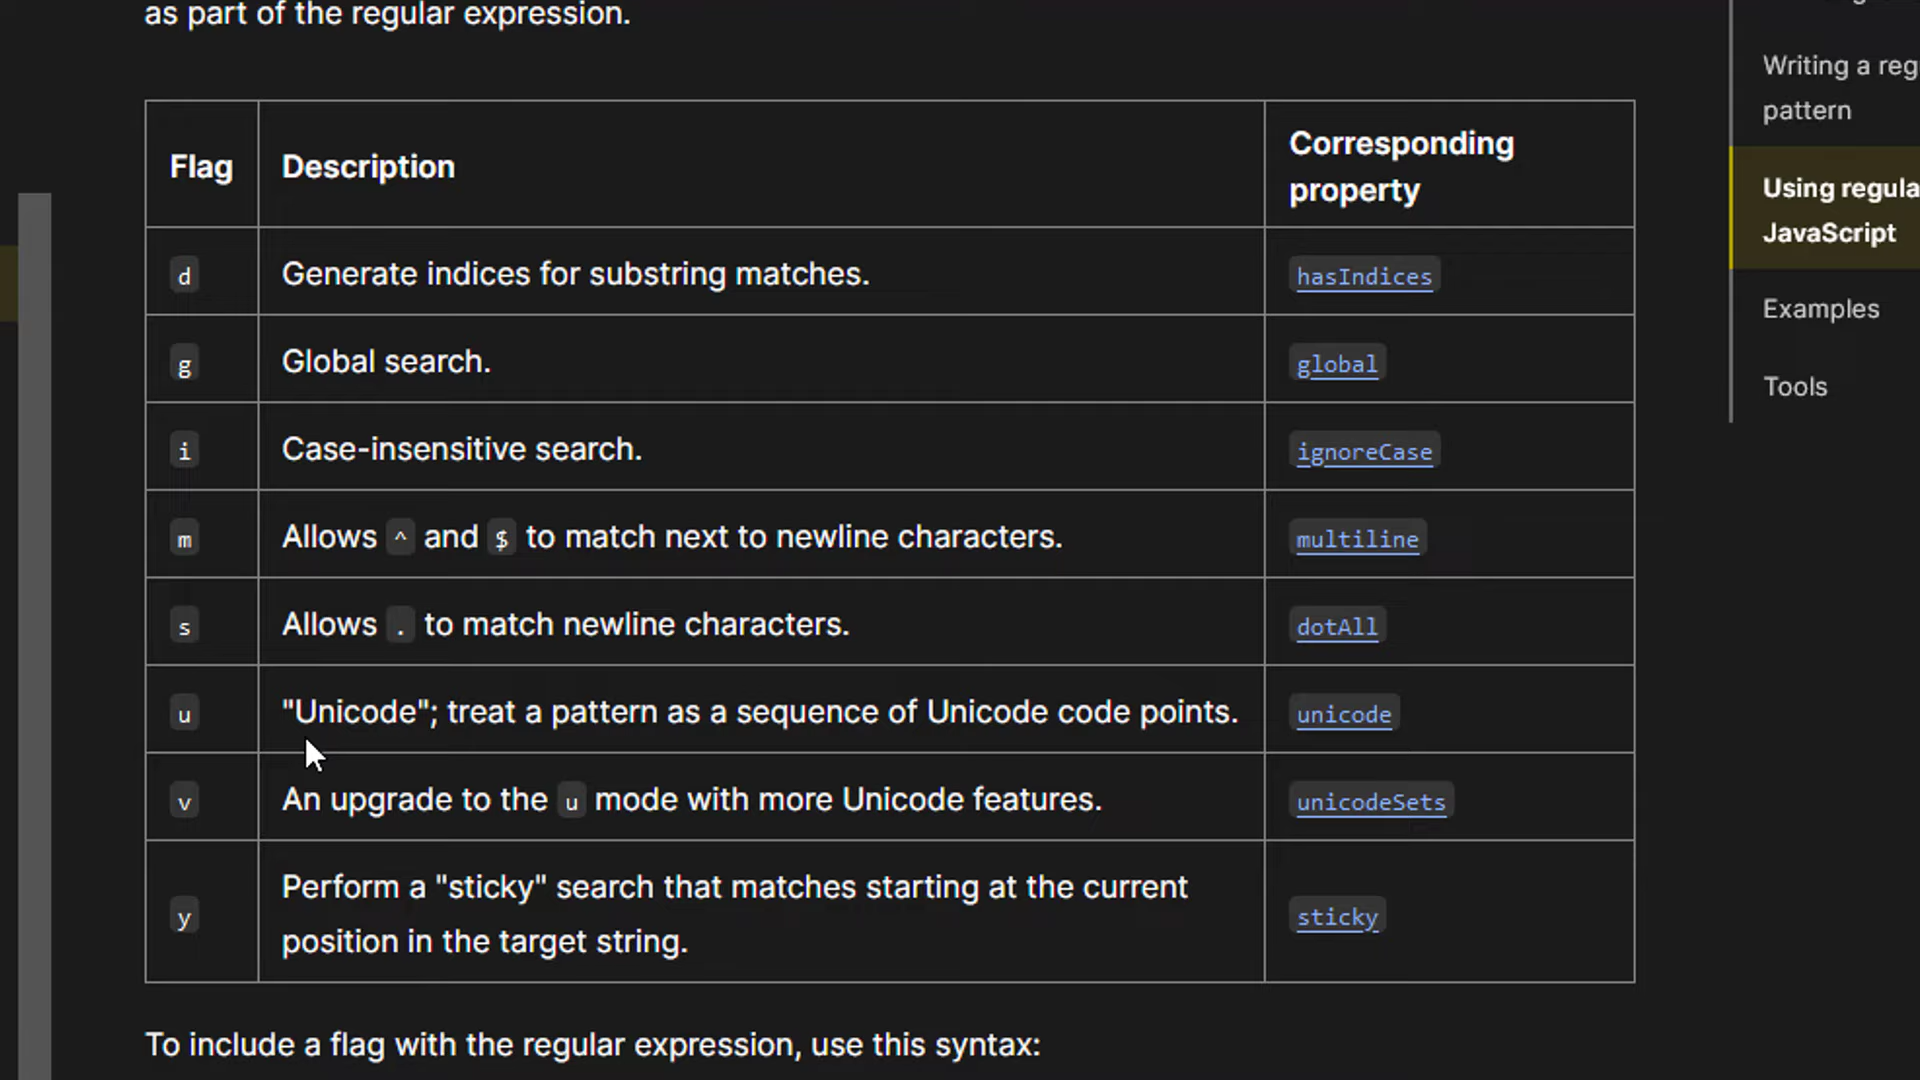 as part of the regular expression.
Flag Description Corresponding property
d Generate indices for substring matches. hasIndices
g Global search. global
i Case-insensitive search. ignoreCase
m Allows ^ and $ to match next to newline characters. multiline
s Allows . to match newline characters. dotAll
u "Unicode"; treat a pattern as a sequence of Unicode code points. unicode
v An upgrade to the u mode with more Unicode features. unicodeSets
y Perform a "sticky" search that matches starting at the current
position in the target string. sticky
To include a flag with the regular expression, use this syntax:
Writing a reg
pattern
Using regula
JavaScript
Examples
Tools